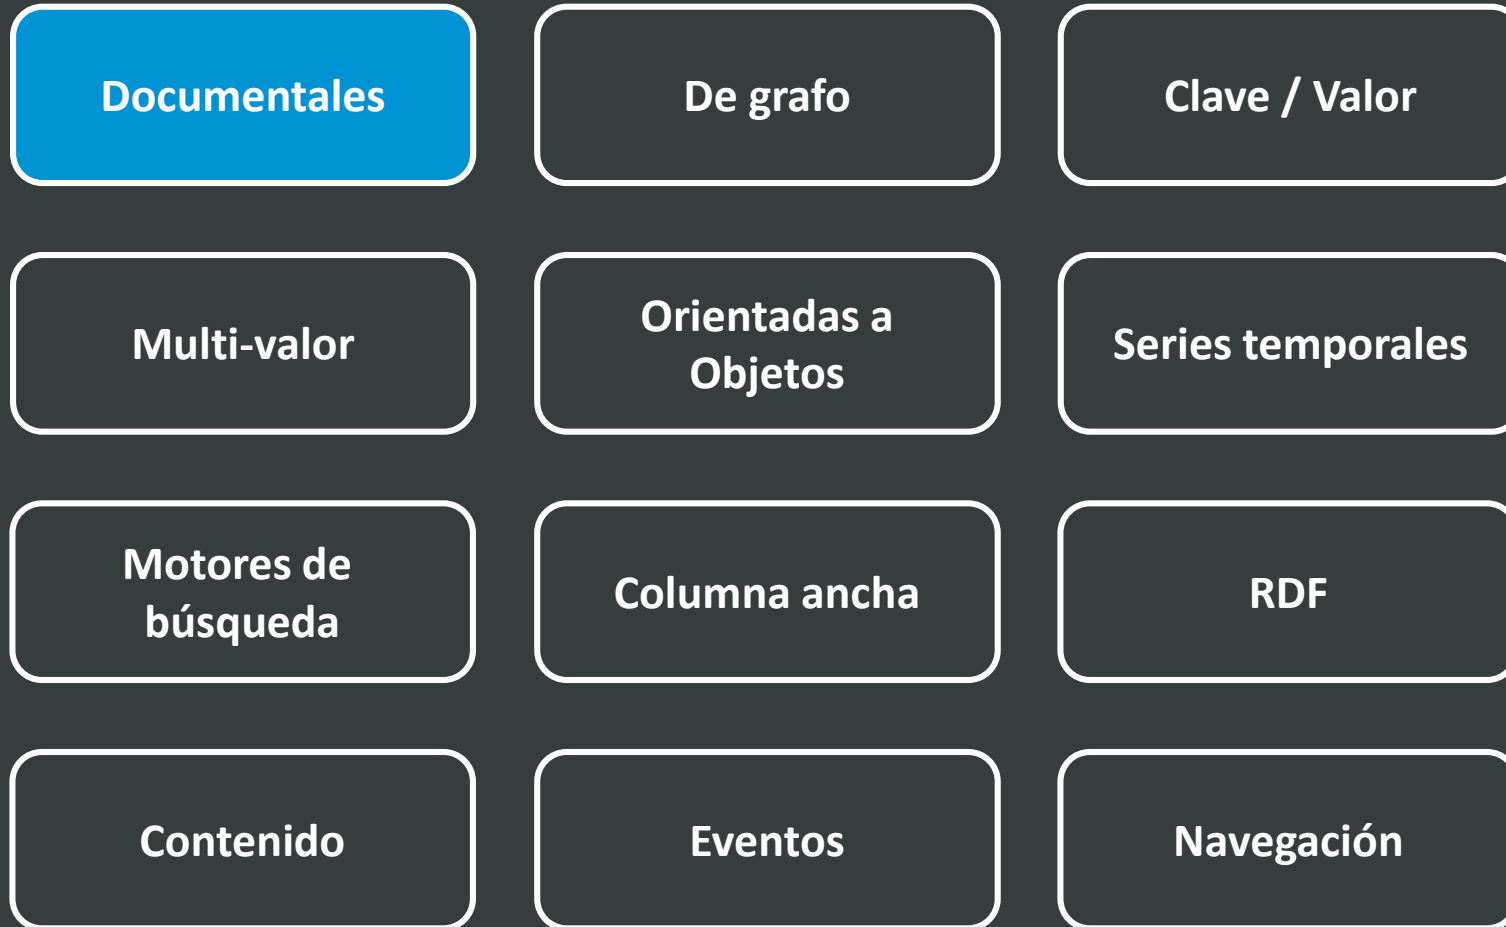 Documentales
De grafo
Clave / Valor
Multi-valor
Orientadas a
Objetos
Series temporales
Motores de
búsqueda
Columna ancha
RDF
Contenido
Eventos
Navegación